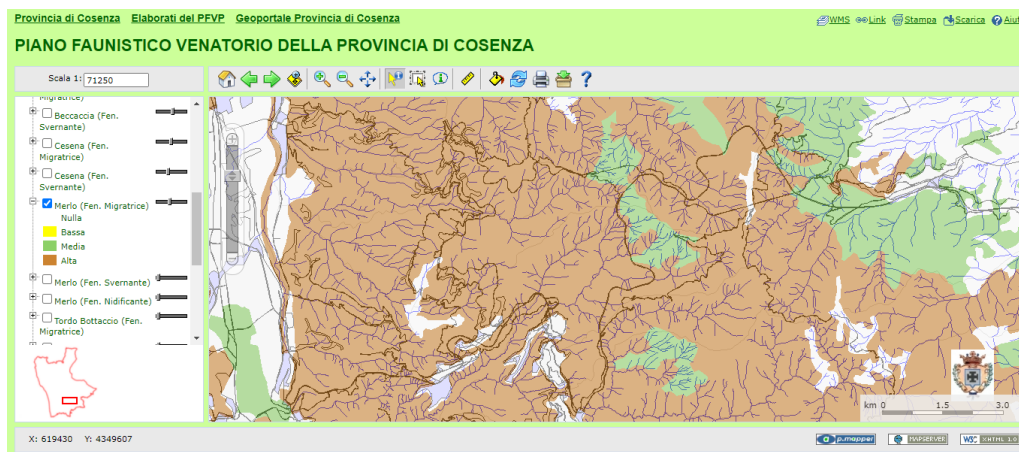 Provincia di Cosenza Elaborati del PFVP Geoportale Provincia di Cosenza
WMS Link Stampa Scarica Aiut
PIANO FAUNISTICO VENATORIO DELLA PROVINCIA DI COSENZA
Scala 1: 71250
Migratrice)
Beccaccia (Fen.
Svernante)
Cesena (Fen.
Migratrice)
Cesena (Fen.
Svernante)
Merlo (Fen. Migratrice)
Nulla
Bassa
Media
Alta
Merlo (Fen. Svernante)
Merlo (Fen. Nidificante)
Tordo Bottaccio (Fen.
Migratrice)
km 0 1.5 3.0
X: 619430 Y: 4349607
p.mapper MAPSERVER W3C XHTML 1.0